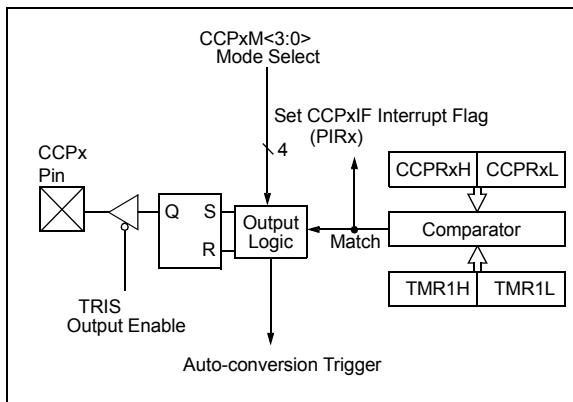 CCPxM<3:0>
Mode Select
Set CCPxIF Interrupt Flag
(PIRx)
4
CCPx
Pin
CCPRxH CCPRxL
Q S
R
Output
Logic
Match
Comparator
TRIS
Output Enable
TMR1H TMR1L
Auto-conversion Trigger